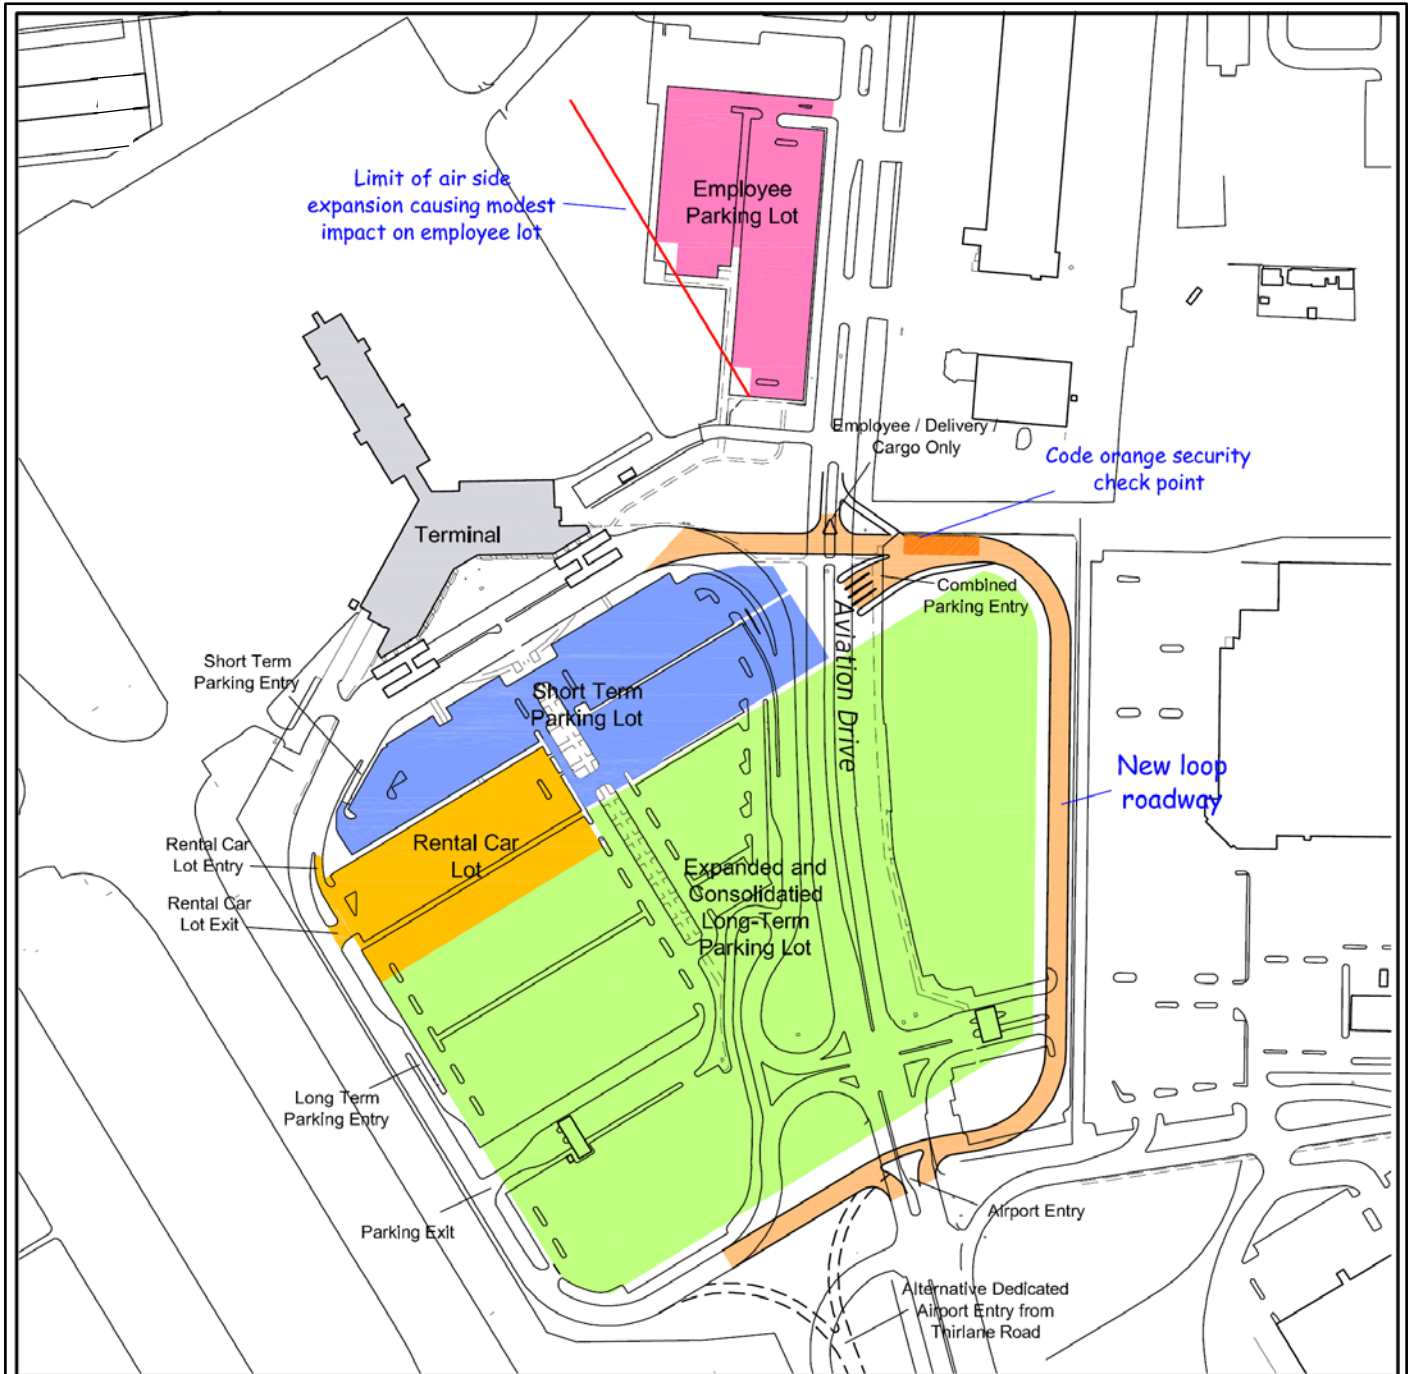 Limit of air side
expansion causing modest
impact on employee lot
Employee
Parking Lot
Employee / Delivery /
Cargo Only
Code orange security
check point
Terminal
Combined
Parking Entry
Aviation Drive
Short Term
Parking Entry
Short Term
Parking Lot
New loop
roadway
Rental Car
Lot Entry
Rental Car
Lot
Expanded and
Consolidatied
Long-Term
Parking Lot
Rental Car
Lot Exit
Long Term
Parking Entry
Parking Exit
Airport Entry
Alternative Dedicated
Airport Entry from
Thirlane Road